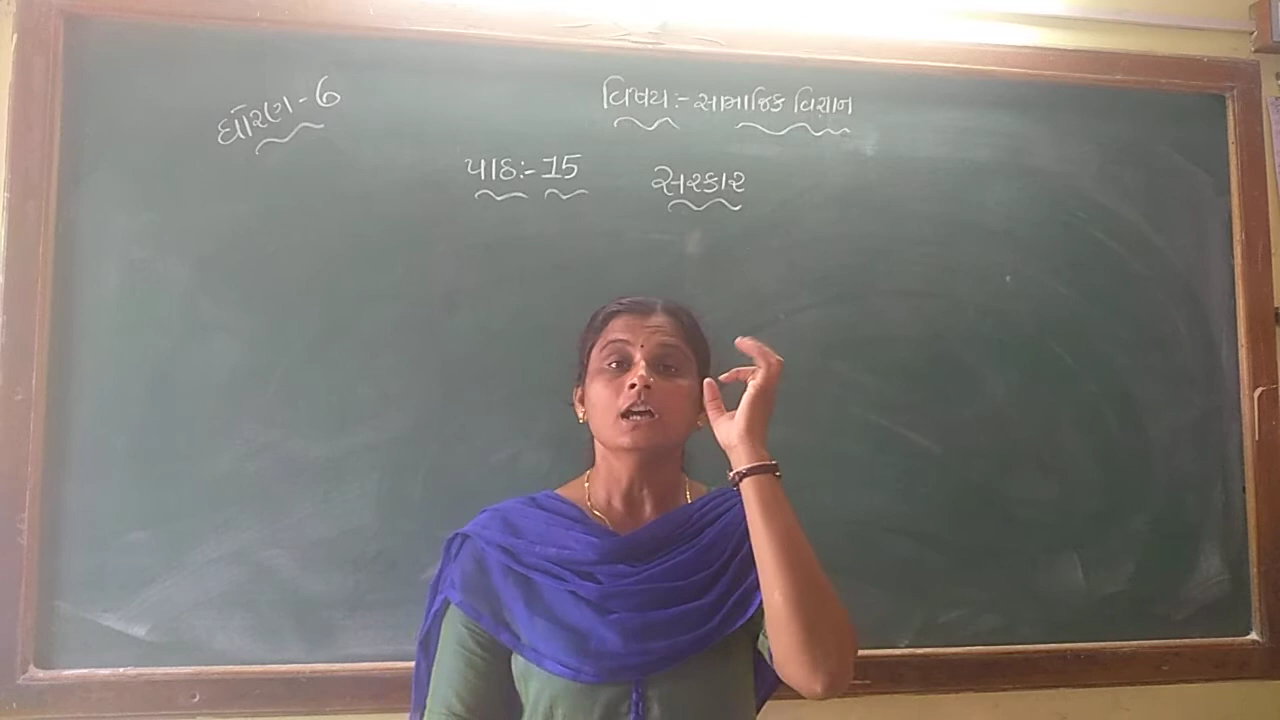 ધોરણ - 6
વિષય :- સામાજિક વિજ્ઞાન
પાઠ :- 15 સરકાર